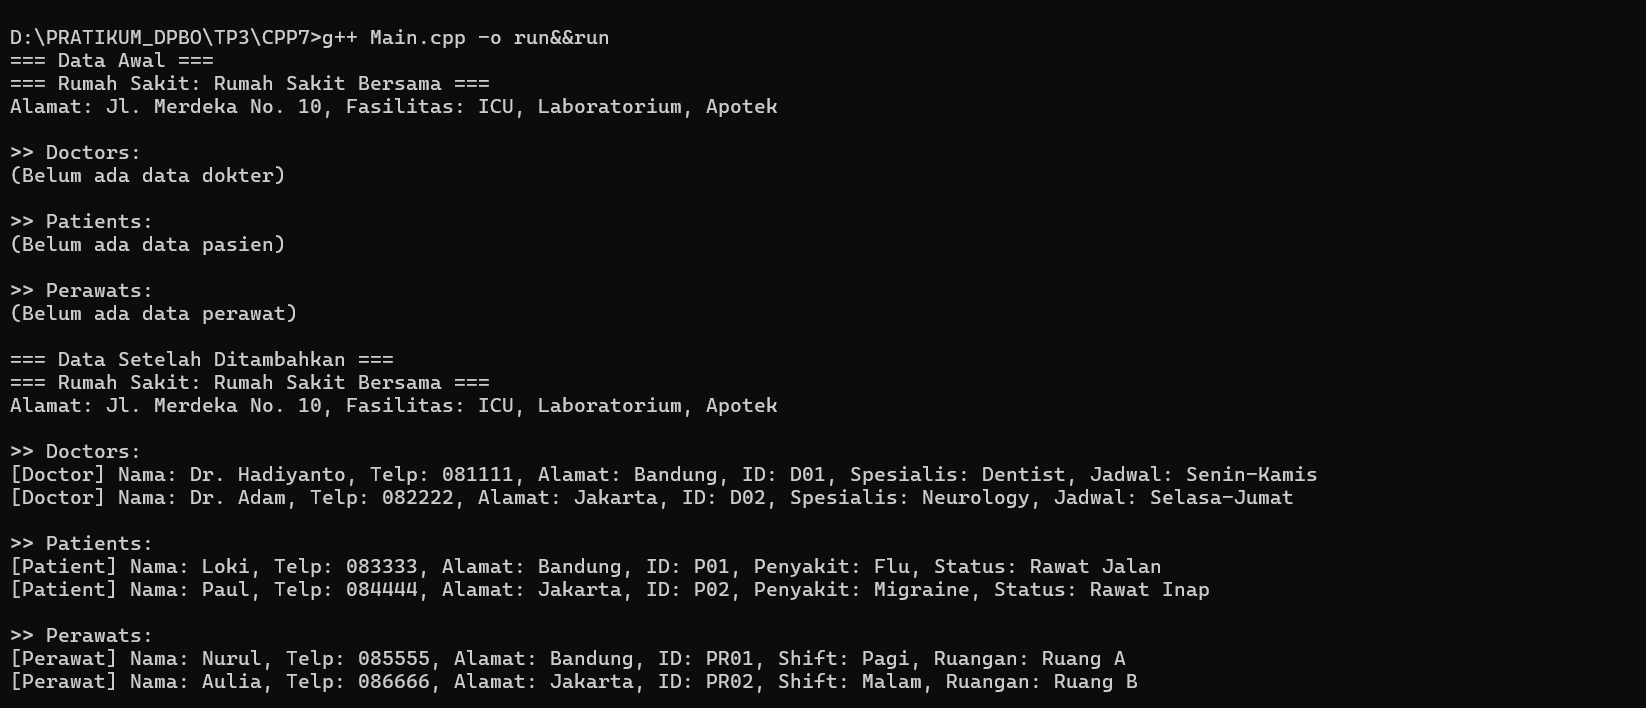 D:\PRATIKUM_DPBO\TP3\CPP7>g++ Main.cpp -o run&&run
=== Data Awal ===
=== Rumah Sakit: Rumah Sakit Bersama ===
Alamat: Jl. Merdeka No. 10, Fasilitas: ICU, Laboratorium, Apotek
>> Doctors:
(Belum ada data dokter)
>> Patients:
(Belum ada data pasien)
>> Perawats:
(Belum ada data perawat)
=== Data Setelah Ditambahkan ===
=== Rumah Sakit: Rumah Sakit Bersama ===
Alamat: Jl. Merdeka No. 10, Fasilitas: ICU, Laboratorium, Apotek
>> Doctors:
[Doctor] Nama: Dr. Hadiyanto, Telp: 081111, Alamat: Bandung, ID: D01, Spesialis: Dentist, Jadwal: Senin-Kamis
[Doctor] Nama: Dr. Adam, Telp: 082222, Alamat: Jakarta, ID: D02, Spesialis: Neurology, Jadwal: Selasa-Jumat
>> Patients:
[Patient] Nama: Loki, Telp: 083333, Alamat: Bandung, ID: P01, Penyakit: Flu, Status: Rawat Jalan
[Patient] Nama: Paul, Telp: 084444, Alamat: Jakarta, ID: P02, Penyakit: Migraine, Status: Rawat Inap
>> Perawats:
[Perawat] Nama: Nurul, Telp: 085555, Alamat: Bandung, ID: PR01, Shift: Pagi, Ruangan: Ruang A
[Perawat] Nama: Aulia, Telp: 086666, Alamat: Jakarta, ID: PR02, Shift: Malam, Ruangan: Ruang B